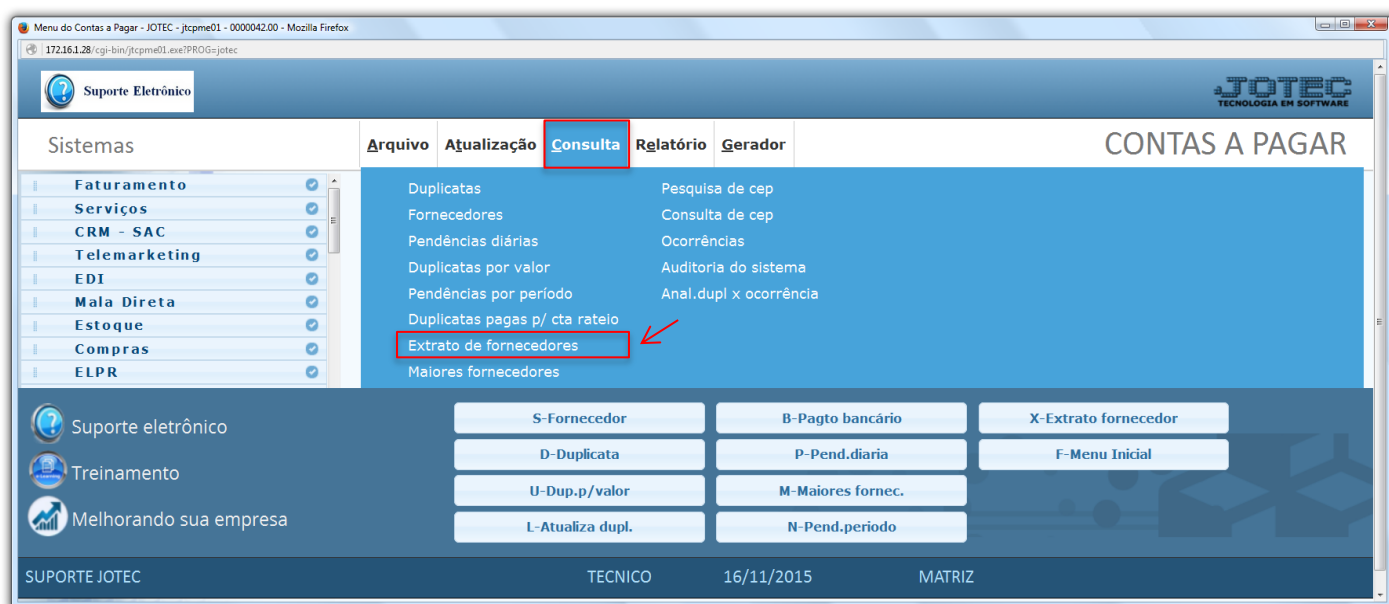 Menu do Contas a Pagar - JOTEC - jtcpme01 - 0000042.00 - Mozilla Firefox
172.16.1.28/cgi-bin/jtcpme01.exe?PROG=jotec
Suporte Eletrônico
JOTEC
TECNOLOGIA EM SOFTWARE
Sistemas
Arquivo Atualização Consulta Relatório Gerador
CONTAS A PAGAR
Faturamento
Serviços
CRM - SAC
Telemarketing
EDI
Mala Direta
Estoque
Compras
ELPR
Duplicatas
Fornecedores
Pendências diárias
Duplicatas por valor
Pendências por período
Duplicatas pagas p/ cta rateio
Extrato de fornecedores
Maiores fornecedores
Pesquisa de cep
Consulta de cep
Ocorrências
Auditoria do sistema
Anal.dupl x ocorrência
Suporte eletrônico
Treinamento
Melhorando sua empresa
S-Fornecedor
D-Duplicata
U-Dup.p/valor
L-Atualiza dupl.
B-Pagto bancário
P-Pend.diaria
M-Maiores fornec.
N-Pend.periodo
X-Extrato fornecedor
F-Menu Inicial
SUPORTE JOTEC TECNICO 16/11/2015 MATRIZ